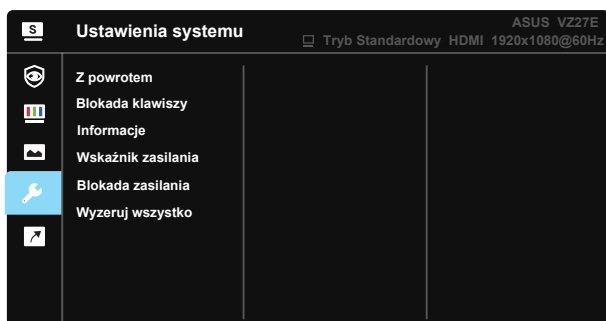 S
Ustawienia systemu
ASUS VZ27E
Tryb Standardowy HDMI 1920x1080@60Hz
Z powrotem
Blokada klawiszy
Informacje
Wskaźnik zasilania
Blokada zasilania
Wyzeruj wszystko